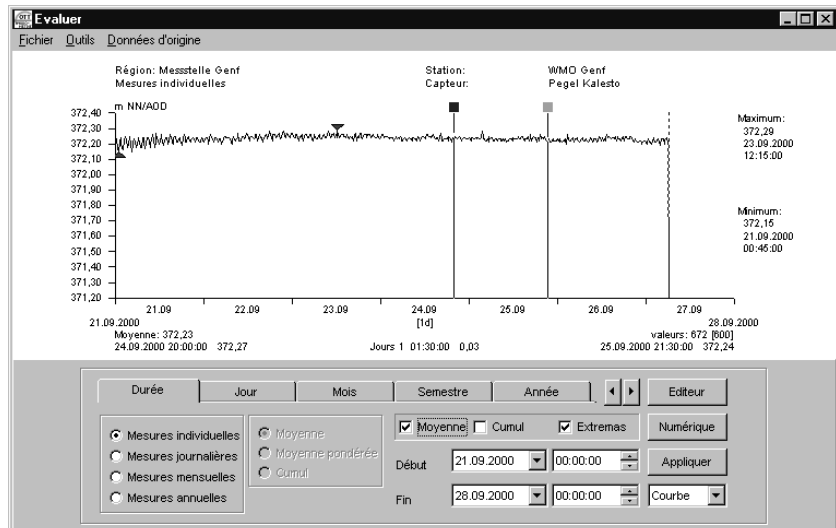 OTT
Evaluer
Fichier Outils Données d'origine
Région: Messstelle Genf Station: WMO Genf
Mesures individuelles Capteur: Pegel Kalesto
m NN/AOD
372,40
372,30
372,20
372,10
372,00
371,90
371,80
371,70
371,60
371,50
371,40
371,30
371,20
Maximum:
372,29
23.09.2000
12:15:00
Minimum:
372,15
21.09.2000
00:45:00
21.09 22.09 23.09 24.09 25.09 26.09 27.09
21.09.2000 [1d] 28.09.2000
Moyenne: 372,23 valeurs: 672 [600]
24.09.2000 20:00:00 372,27 Jours 1 01:30:00 0,03 25.09.2000 21:30:00 372,24
Durée Jour Mois Semestre Année Editeur
Mesures individuelles Moyenne Moyenne Cumul Extremas Numérique
Mesures journalières Moyenne pondérée Début 21.09.2000 00:00:00 Appliquer
Mesures mensuelles Cumul
Mesures annuelles Fin 28.09.2000 00:00:00 Courbe